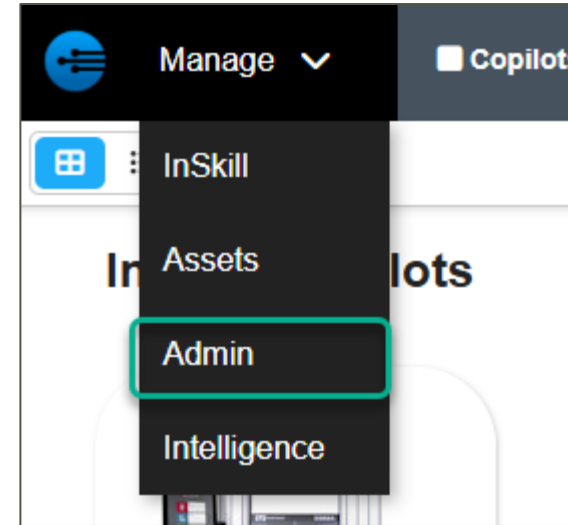 Manage
Copilot
InSkill
In
lots
Assets
Admin
Intelligence